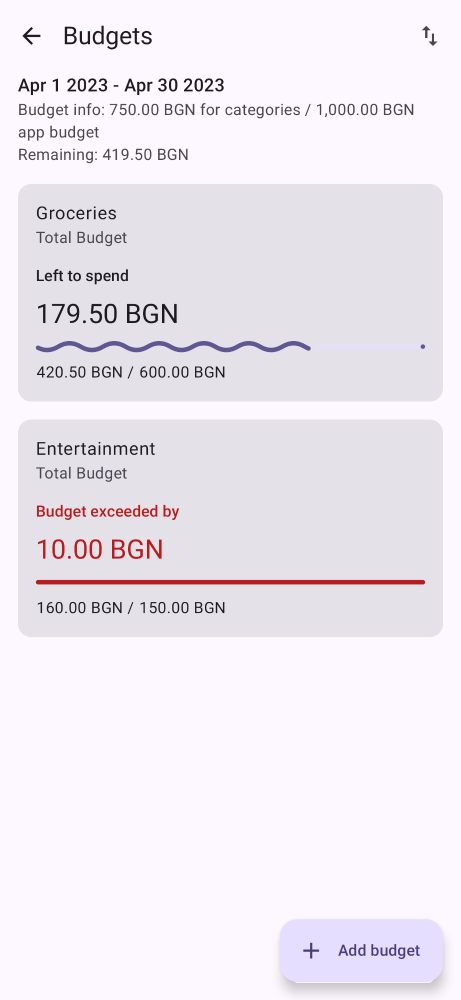 Budgets
Apr 1 2023 - Apr 30 2023
Budget info: 750.00 BGN for categories / 1,000.00 BGN
app budget
Remaining: 419.50 BGN
Groceries
Total Budget
Left to spend
179.50 BGN
420.50 BGN / 600.00 BGN
Entertainment
Total Budget
Budget exceeded by
10.00 BGN
160.00 BGN / 150.00 BGN
Add budget